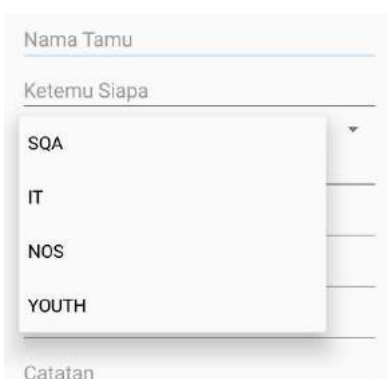 Nama Tamu
Ketemu Siapa
SQA
IT
NOS
YOUTH
Catatan